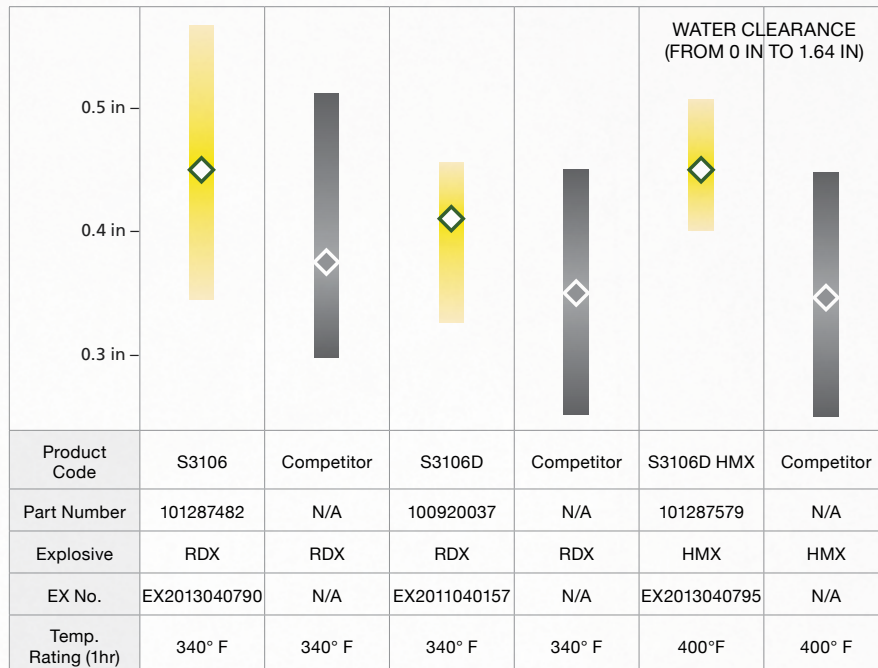 WATER CLEARANCE
(FROM 0 IN TO 1.64 IN)
0.5 in –
0.4 in –
0.3 in –
Product
Code
S3106
Competitor
S3106D
Competitor
S3106D HMX
Competitor
Part Number
101287482
N/A
100920037
N/A
101287579
N/A
Explosive
RDX
RDX
RDX
RDX
HMX
HMX
EX No.
EX2013040790
N/A
EX2011040157
N/A
EX2013040795
N/A
Temp.
Rating (1hr)
340° F
340° F
340° F
340° F
400°F
400° F